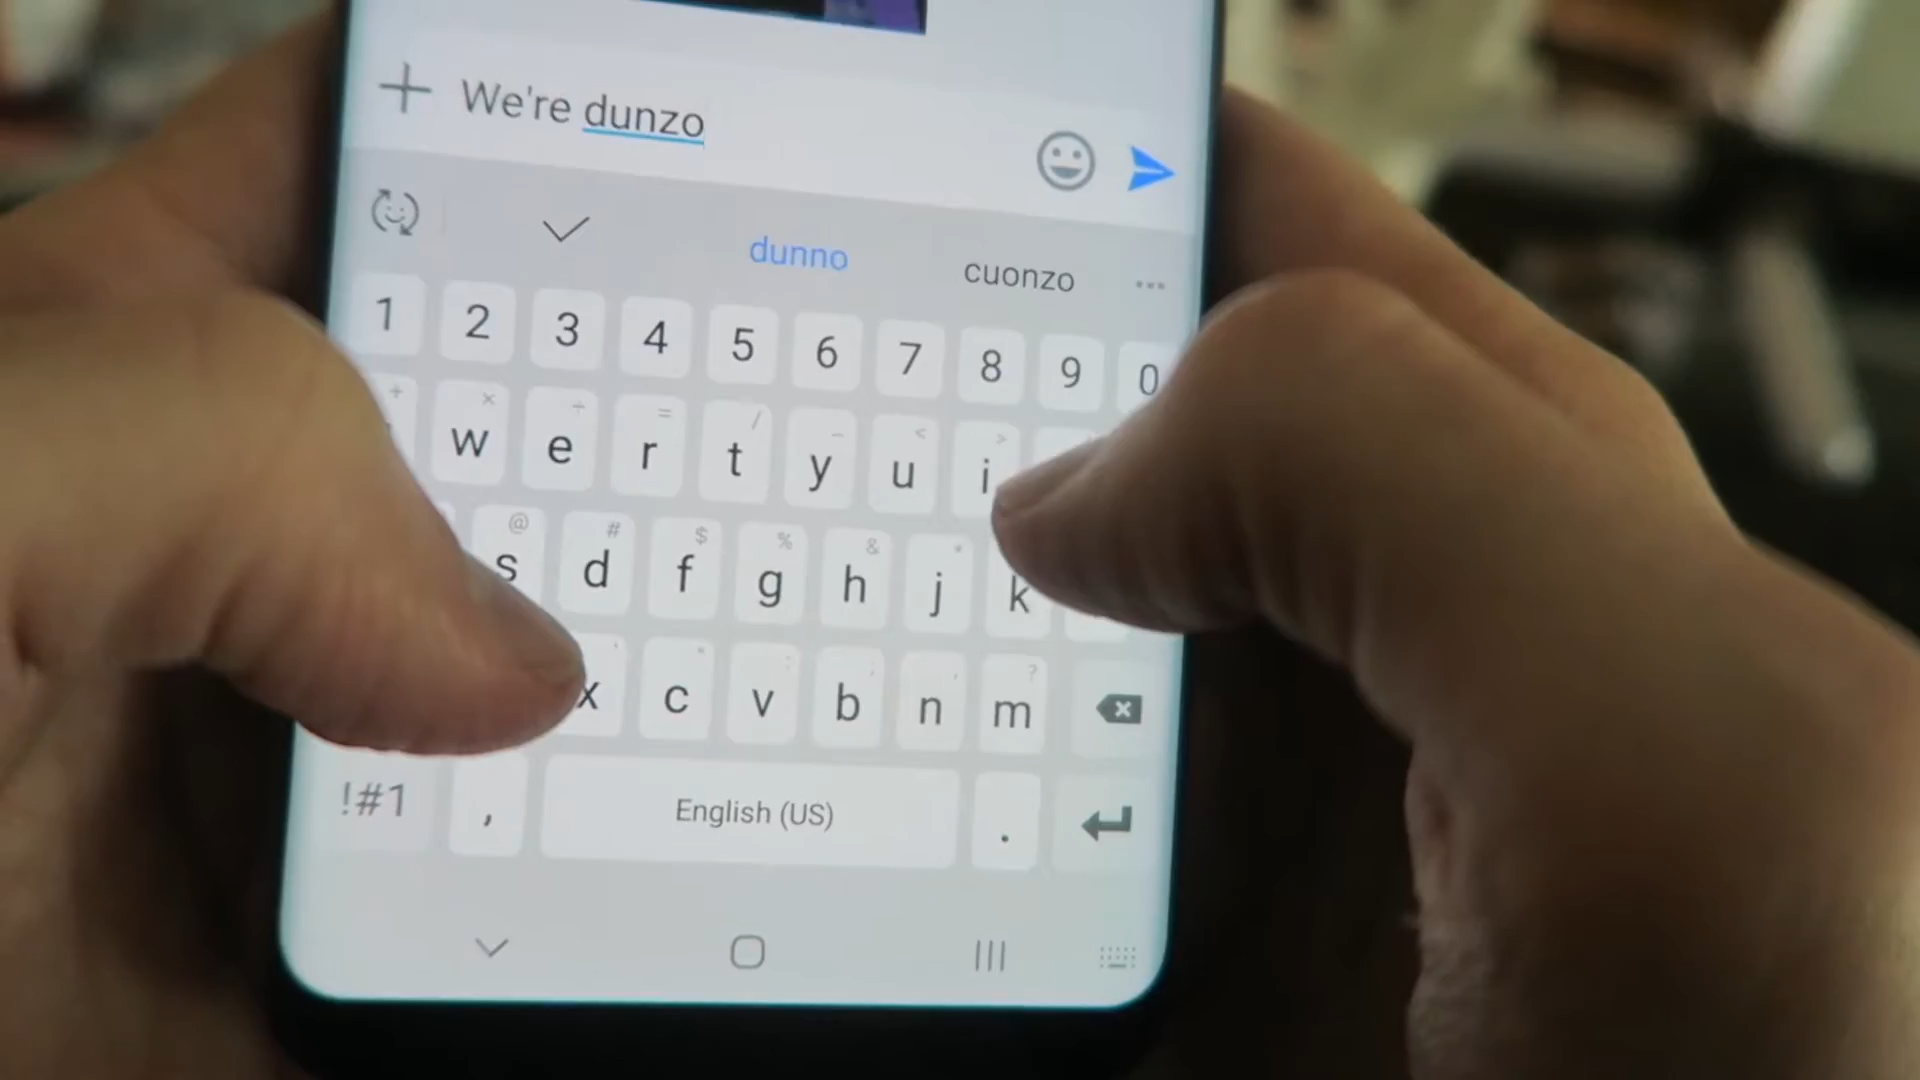 We're dunzo
dunno cuonzo ...
1 2 3 4 5 6 7 8 9 0
+ × ÷ = / _ < >
w e r t y u i
@ # $ % & *
s d f g h j k
' " : ; , ?
x c v b n m
!#1 , English (US) .